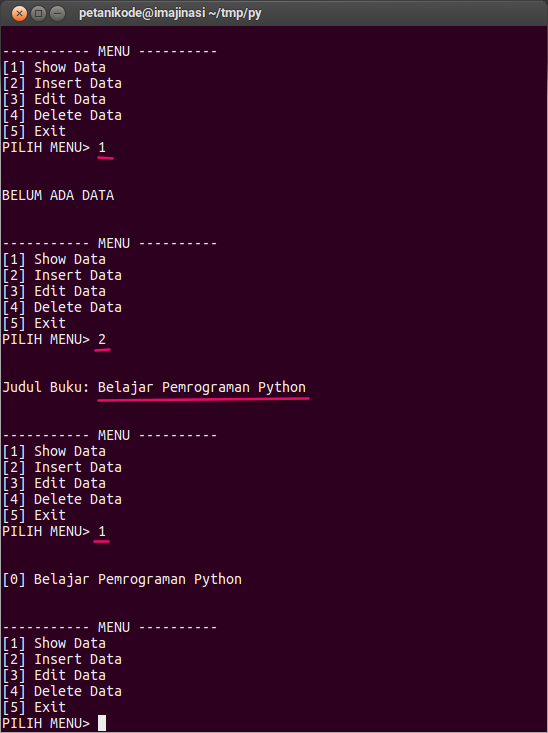 petanikode@imajinasi ~/tmp/py
----------- MENU ----------
[1] Show Data
[2] Insert Data
[3] Edit Data
[4] Delete Data
[5] Exit
PILIH MENU> 1
BELUM ADA DATA
----------- MENU ----------
[1] Show Data
[2] Insert Data
[3] Edit Data
[4] Delete Data
[5] Exit
PILIH MENU> 2
Judul Buku: Belajar Pemrograman Python
----------- MENU ----------
[1] Show Data
[2] Insert Data
[3] Edit Data
[4] Delete Data
[5] Exit
PILIH MENU> 1
[0] Belajar Pemrograman Python
----------- MENU ----------
[1] Show Data
[2] Insert Data
[3] Edit Data
[4] Delete Data
[5] Exit
PILIH MENU>